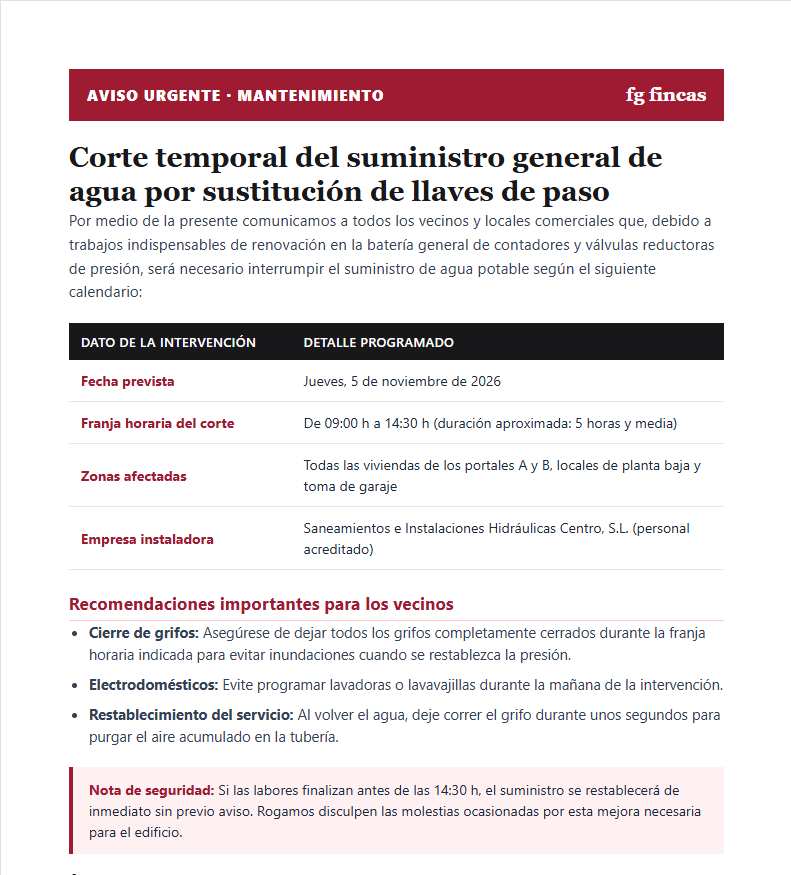 AVISO URGENTE · MANTENIMIENTO
fg fincas
Corte temporal del suministro general de
agua por sustitución de llaves de paso
Por medio de la presente comunicamos a todos los vecinos y locales comerciales que, debido a
trabajos indispensables de renovación en la batería general de contadores y válvulas reductoras
de presión, será necesario interrumpir el suministro de agua potable según el siguiente
calendario:
DATO DE LA INTERVENCIÓN
DETALLE PROGRAMADO
Fecha prevista
Jueves, 5 de noviembre de 2026
Franja horaria del corte
De 09:00 h a 14:30 h (duración aproximada: 5 horas y media)
Zonas afectadas
Todas las viviendas de los portales A y B, locales de planta baja y
toma de garaje
Empresa instaladora
Saneamientos e Instalaciones Hidráulicas Centro, S.L. (personal
acreditado)
Recomendaciones importantes para los vecinos
• Cierre de grifos: Asegúrese de dejar todos los grifos completamente cerrados durante la franja
horaria indicada para evitar inundaciones cuando se restablezca la presión.
• Electrodomésticos: Evite programar lavadoras o lavavajillas durante la mañana de la intervención.
• Restablecimiento del servicio: Al volver el agua, deje correr el grifo durante unos segundos para
purgar el aire acumulado en la tubería.
Nota de seguridad: Si las labores finalizan antes de las 14:30 h, el suministro se restablecerá de
inmediato sin previo aviso. Rogamos disculpen las molestias ocasionadas por esta mejora necesaria
para el edificio.